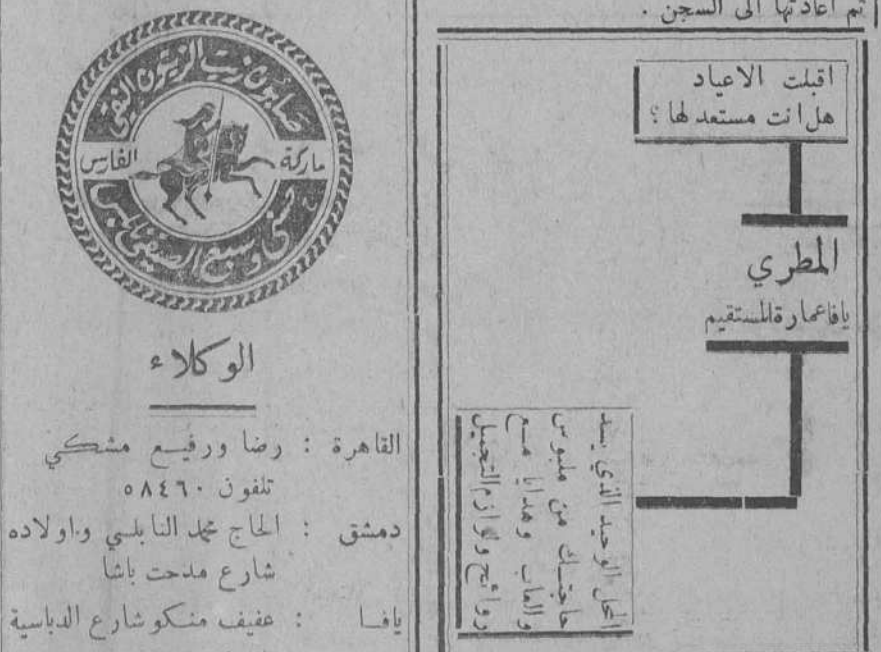 ثم اعادتها الى السجن .
اقبلت الاعياد
هل انت مستعد لها ؟
المطري
يافا عمارة المستقيم
المحل الوحيد الذي يسد
حاجتك من ملبوس
والعاب وهدايا مع
روائح ولوازم التجميل
صابون زيت الزيتون النقي
ماركة الفارس
الوكلاء
القاهرة : رضا ورفيع مشكي
تلفون ٥٨٤٦٠
دمشق : الحاج محمد النابلسي واولاده
شارع مدحت باشا
يافا : عفيف منكو شارع الدباسية